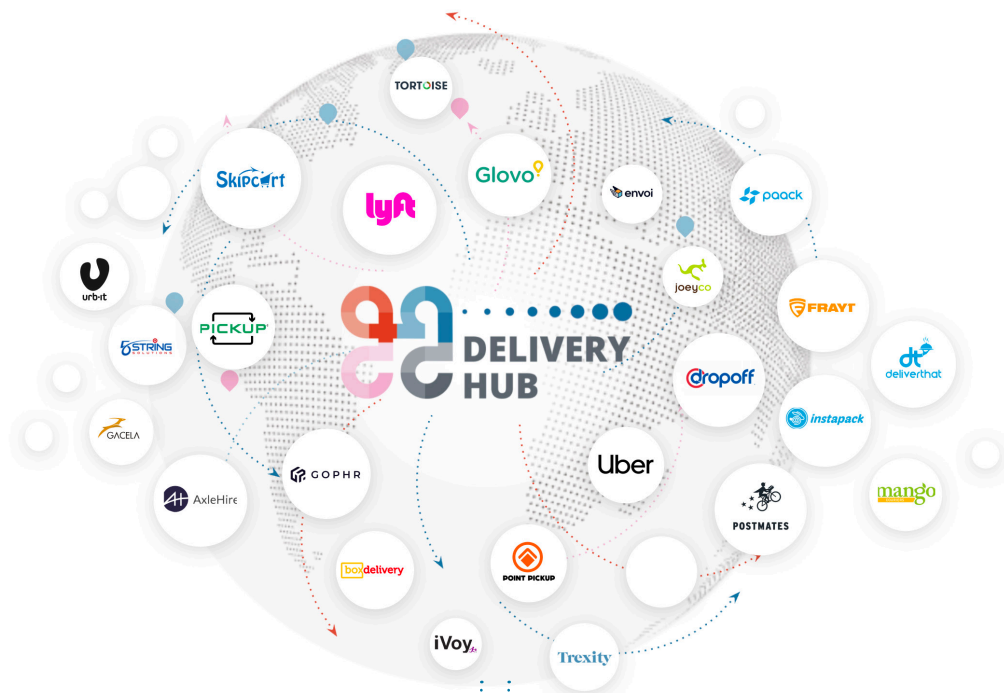 TORTOISE
Skipcart
lyft
Glovo
envoi
paack
urb-it
joeyco
FRAYT
5STRING
SOLUTIONS
PICKUP
DELIVERY
HUB
dropoff
dt
deliverthat
GACELA
instapack
Uber
GOPHR
AxleHire
mango
POSTMATES
boxdelivery
POINT PICKUP
iVoy
Trexity